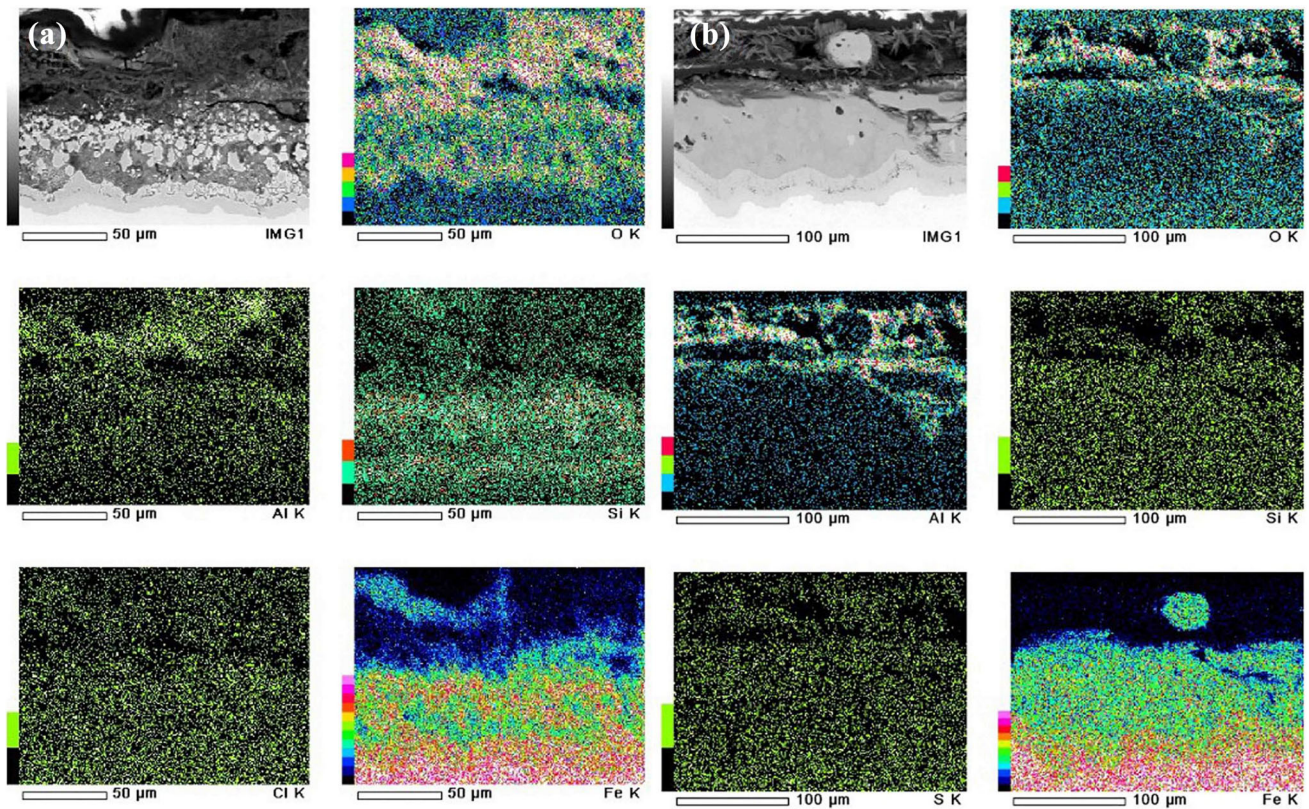 (a)
(b)
50 µm IMG1
50 µm O K
100 µm IMG1
100 µm O K
50 µm Al K
50 µm Si K
100 µm Al K
100 µm Si K
50 µm Cl K
50 µm Fe K
100 µm S K
100 µm Fe K